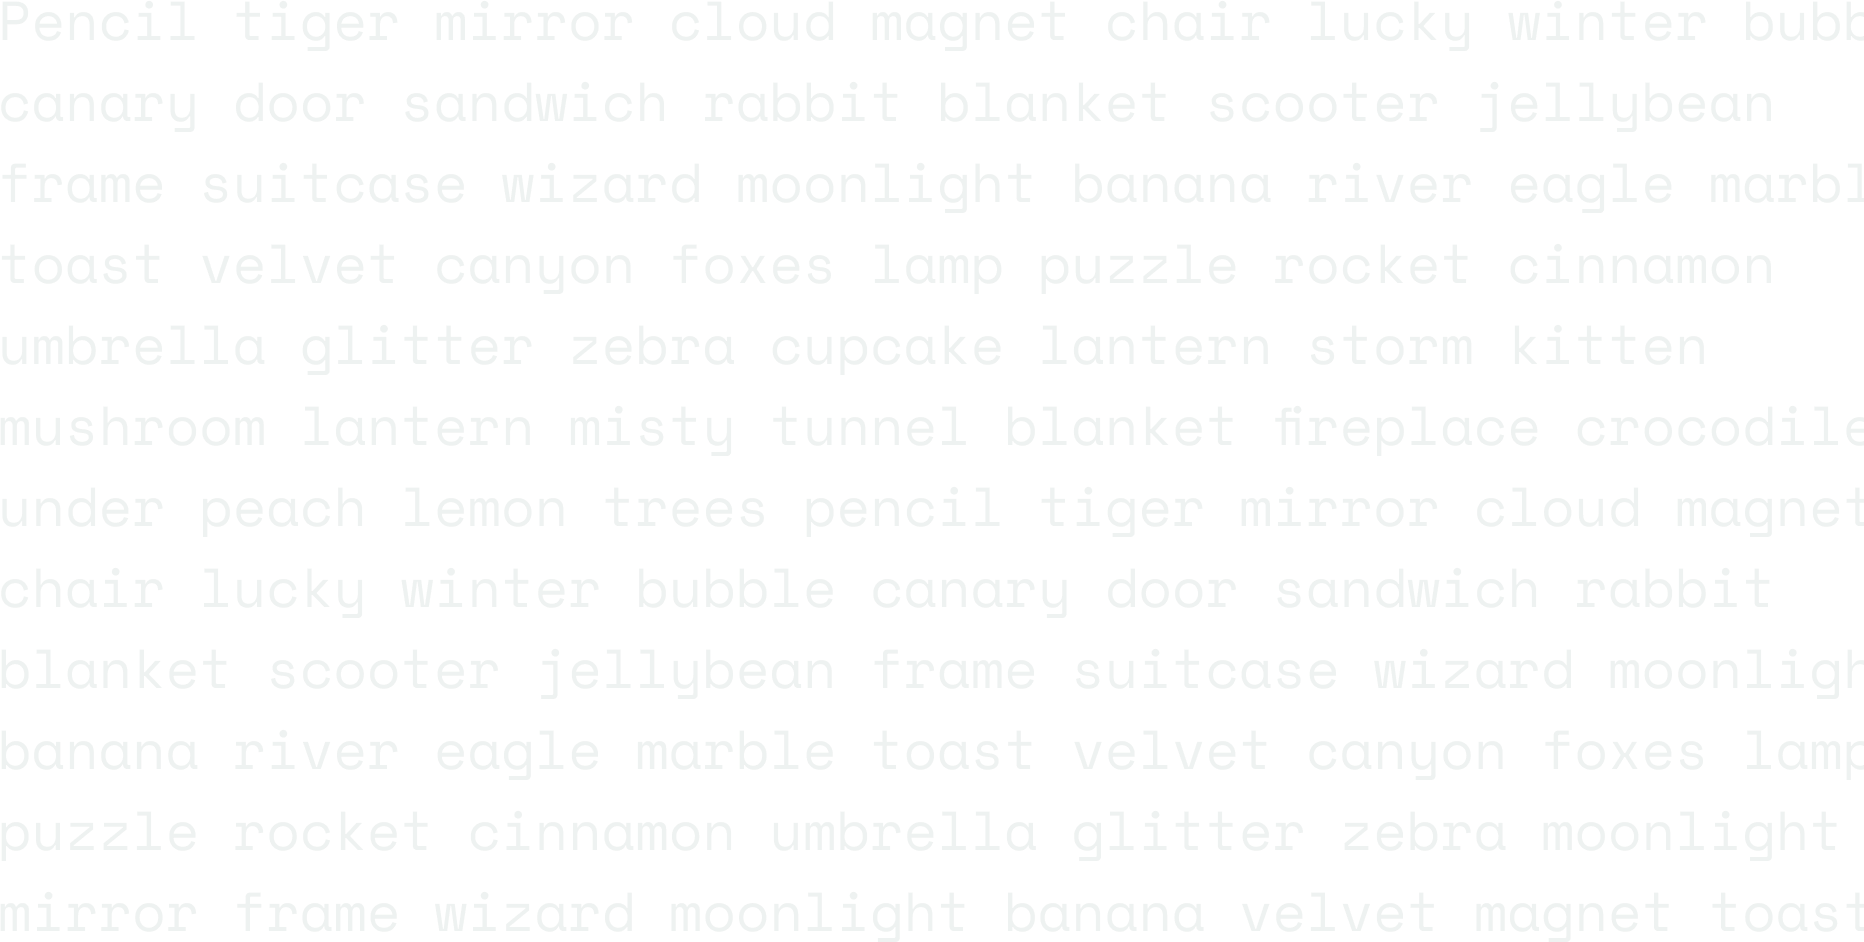 Pencil tiger mirror cloud magnet chair lucky winter bubb
canary door sandwich rabbit blanket scooter jellybean
frame suitcase wizard moonlight banana river eagle marbl
toast velvet canyon foxes lamp puzzle rocket cinnamon
umbrella glitter zebra cupcake lantern storm kitten
mushroom lantern misty tunnel blanket fireplace crocodile
under peach lemon trees pencil tiger mirror cloud magnet
chair lucky winter bubble canary door sandwich rabbit
blanket scooter jellybean frame suitcase wizard moonligh
banana river eagle marble toast velvet canyon foxes lamp
puzzle rocket cinnamon umbrella glitter zebra moonlight
mirror frame wizard moonlight banana velvet magnet toast